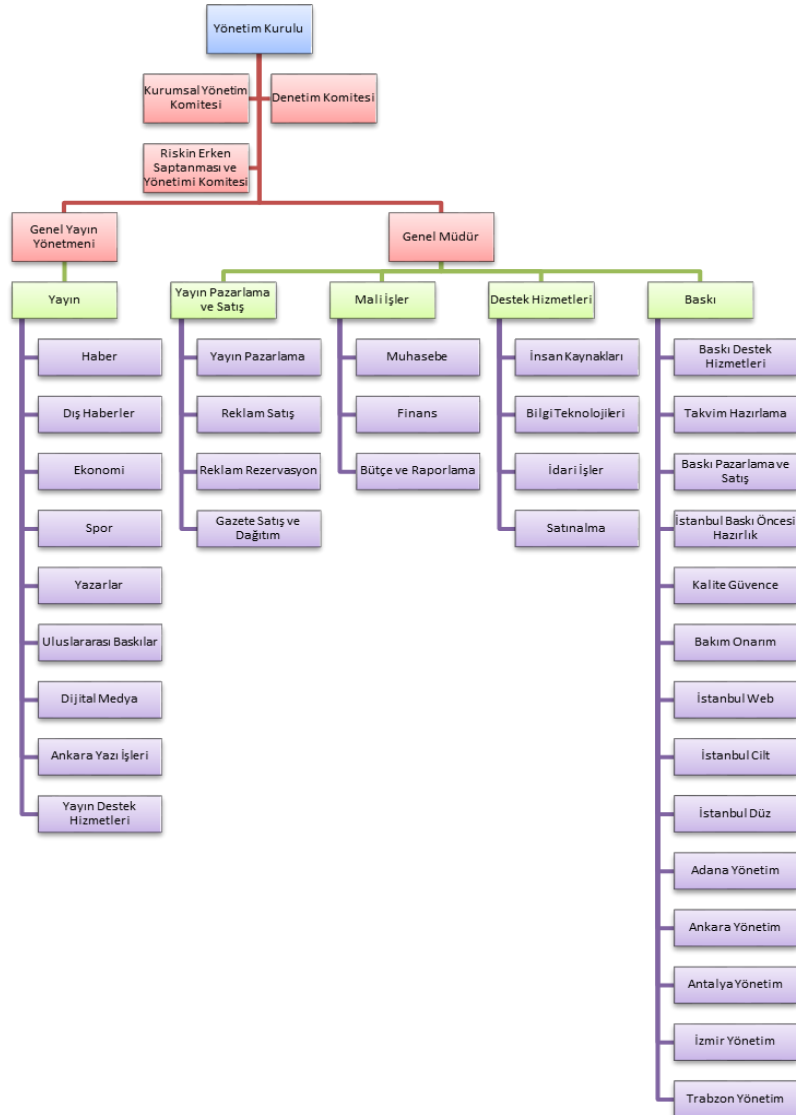 Yönetim Kurulu
Kurumsal Yönetim
Komitesi
Denetim Komitesi
Riskin Erken
Saptanması ve
Yönetimi Komitesi
Genel Yayın
Yönetmeni
Genel Müdür
Yayın
Yayın Pazarlama
ve Satış
Mali İşler
Destek Hizmetleri
Baskı
Haber
Dış Haberler
Ekonomi
Spor
Yazarlar
Uluslararası Baskılar
Dijital Medya
Ankara Yazı İşleri
Yayın Destek
Hizmetleri
Yayın Pazarlama
Reklam Satış
Reklam Rezervasyon
Gazete Satış ve
Dağıtım
Muhasebe
Finans
Bütçe ve Raporlama
İnsan Kaynakları
Bilgi Teknolojileri
İdari İşler
Satınalma
Baskı Destek
Hizmetleri
Takvim Hazırlama
Baskı Pazarlama ve
Satış
İstanbul Baskı Öncesi
Hazırlık
Kalite Güvence
Bakım Onarım
İstanbul Web
İstanbul Cilt
İstanbul Düz
Adana Yönetim
Ankara Yönetim
Antalya Yönetim
İzmir Yönetim
Trabzon Yönetim